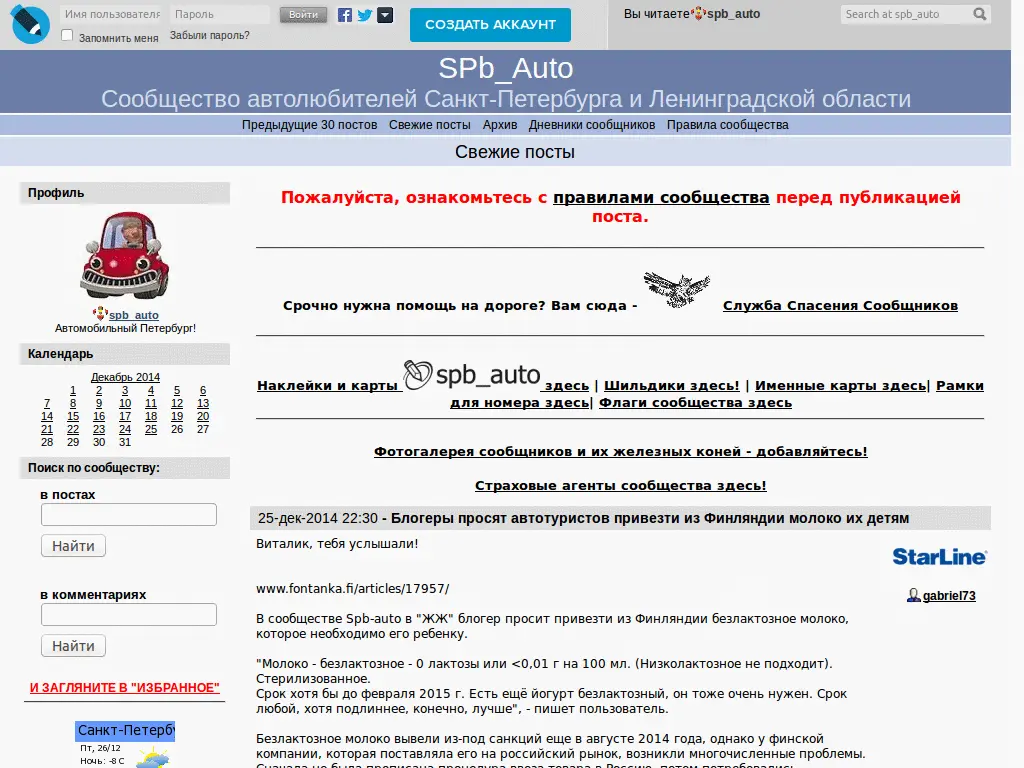 Имя пользователя
Пароль
Войти
СОЗДАТЬ АККАУНТ
Вы читаете spb_auto
Search at spb_auto
Запомнить меня
Забыли пароль?
SPb_Auto
Сообщество автолюбителей Санкт-Петербурга и Ленинградской области
Предыдущие 30 постов Свежие посты Архив Дневники сообщников Правила сообщества
Свежие посты
Профиль
spb_auto
Автомобильный Петербург!
Календарь
Декабрь 2014
1 2 3 4 5 6
7 8 9 10 11 12 13
14 15 16 17 18 19 20
21 22 23 24 25 26 27
28 29 30 31
Поиск по сообществу:
в постах
Найти
в комментариях
Найти
И ЗАГЛЯНИТЕ В "ИЗБРАННОЕ"
Санкт-Петерб
Пт, 26/12
Ночь: -8 C
Пожалуйста, ознакомьтесь с правилами сообщества перед публикацией
поста.
Срочно нужна помощь на дороге? Вам сюда - Служба Спасения Сообщников
Наклейки и карты spb_auto здесь | Шильдики здесь! | Именные карты здесь| Рамки
для номера здесь| Флаги сообщества здесь
Фотогалерея сообщников и их железных коней - добавляйтесь!
Страховые агенты сообщества здесь!
25-дек-2014 22:30 - Блогеры просят автотуристов привезти из Финляндии молоко их детям
Виталик, тебя услышали!
StarLine
gabriel73
www.fontanka.fi/articles/17957/
В сообществе Spb-auto в "ЖЖ" блогер просит привезти из Финляндии безлактозное молоко,
которое необходимо его ребенку.
"Молоко - безлактозное - 0 лактозы или <0,01 г на 100 мл. (Низколактозное не подходит).
Стерилизованное.
Срок хотя бы до февраля 2015 г. Есть ещё йогурт безлактозный, он тоже очень нужен. Срок
любой, хотя подлиннее, конечно, лучше", - пишет пользователь.
Безлактозное молоко вывели из-под санкций еще в августе 2014 года, однако у финской
компании, которая поставляла его на российский рынок, возникли многочисленные проблемы.